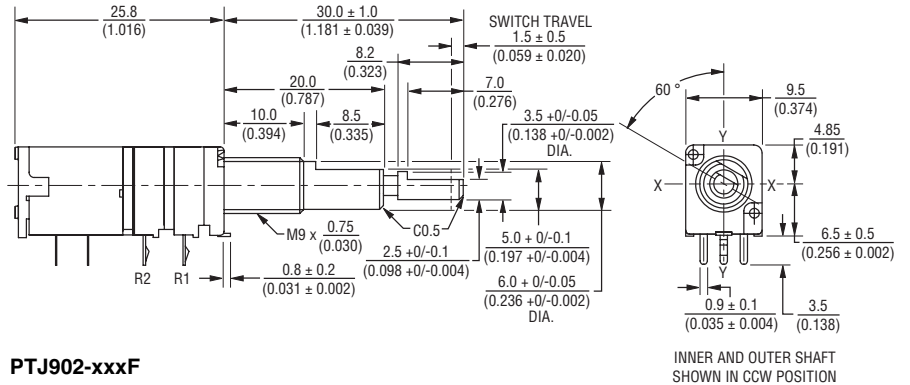 25.8
(1.016)
30.0 ± 1.0
(1.181 ± 0.039)
SWITCH TRAVEL
1.5 ± 0.5
(0.059 ± 0.020)
8.2
(0.323)
20.0
(0.787)
7.0
(0.276)
10.0
(0.394)
8.5
(0.335)
3.5 +0/-0.05
(0.138 +0/-0.002)
DIA.
60 °
9.5
(0.374)
4.85
(0.191)
Y
X
X
Y
R2
R1
M9 x 0.75
(0.030)
C0.5
0.8 ± 0.2
(0.031 ± 0.002)
2.5 +0/-0.1
(0.098 +0/-0.004)
5.0 + 0/-0.1
(0.197 +0/-0.004)
6.0 + 0/-0.05
(0.236 +0/-0.002)
DIA.
6.5 ± 0.5
(0.256 ± 0.002)
0.9 ± 0.1
(0.035 ± 0.004)
3.5
(0.138)
INNER AND OUTER SHAFT
SHOWN IN CCW POSITION
PTJ902-xxxF